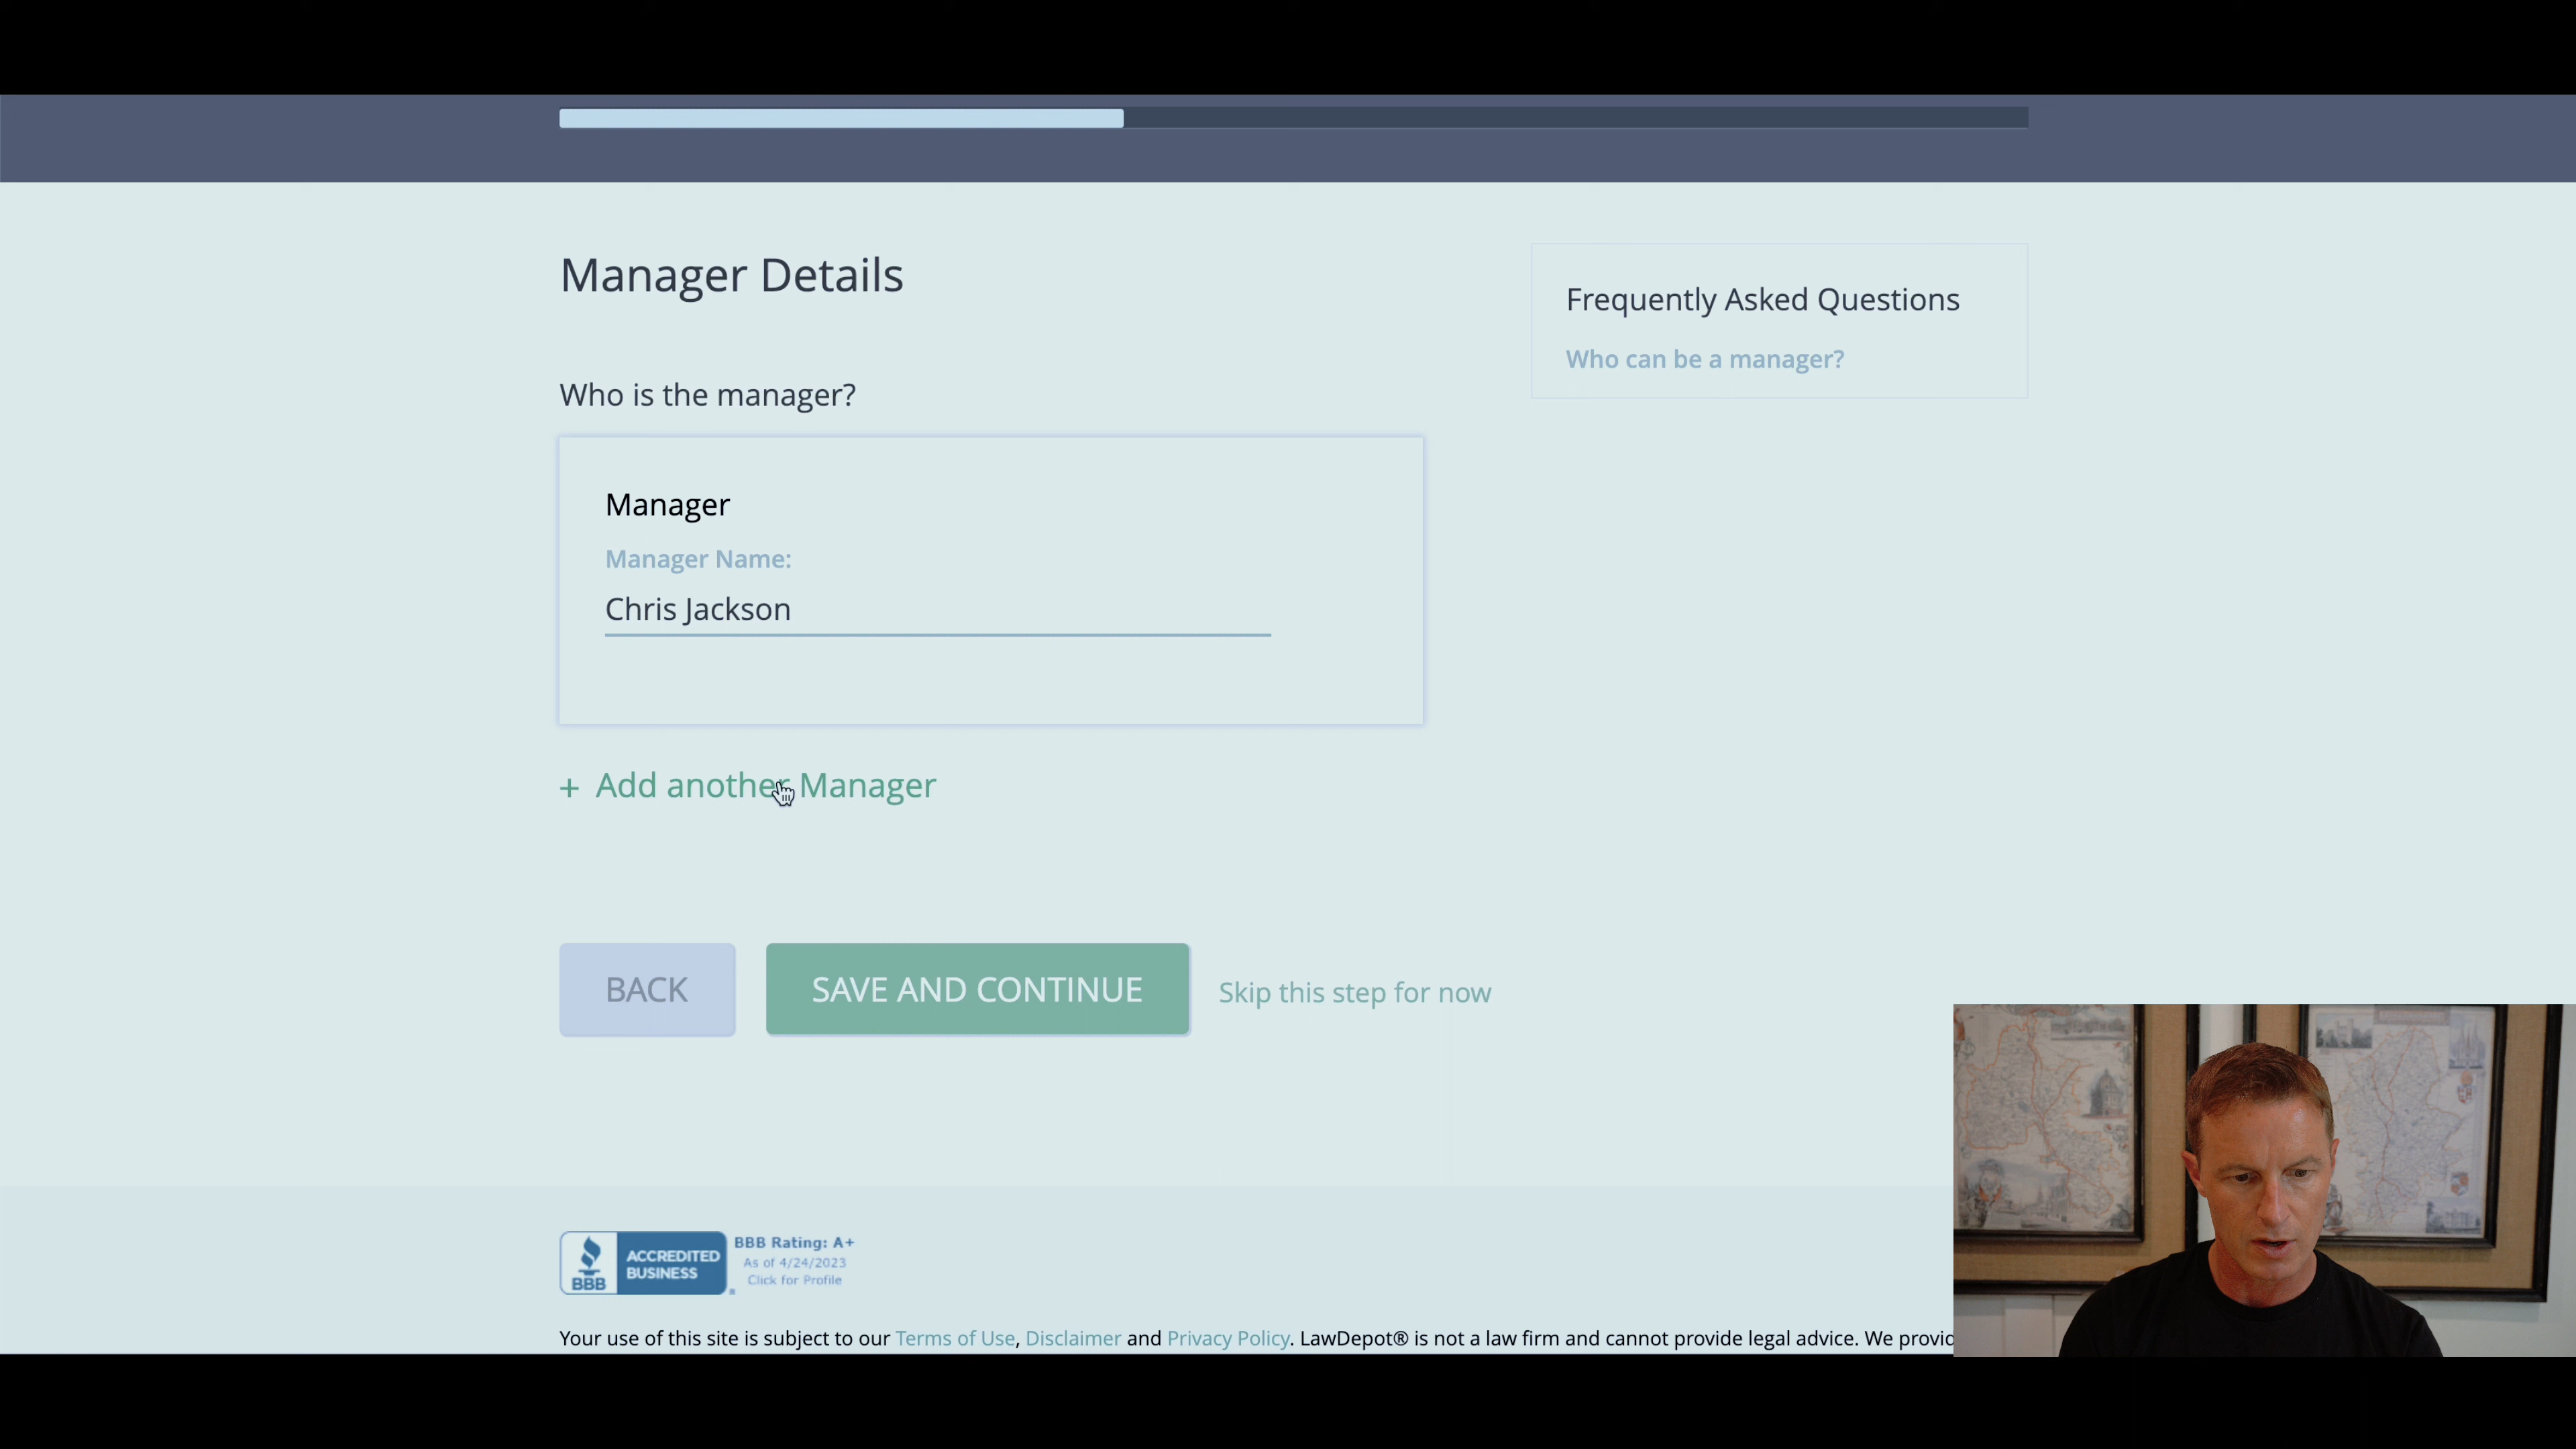 Manager Details
Frequently Asked Questions
Who can be a manager?
Who is the manager?
Manager
Manager Name:
Chris Jackson
+ Add another Manager
BACK
SAVE AND CONTINUE
Skip this step for now
BBB
ACCREDITED
BUSINESS
BBB Rating: A+
As of 4/24/2023
Click for Profile
Your use of this site is subject to our Terms of Use, Disclaimer and Privacy Policy. LawDepot® is not a law firm and cannot provide legal advice. We provid